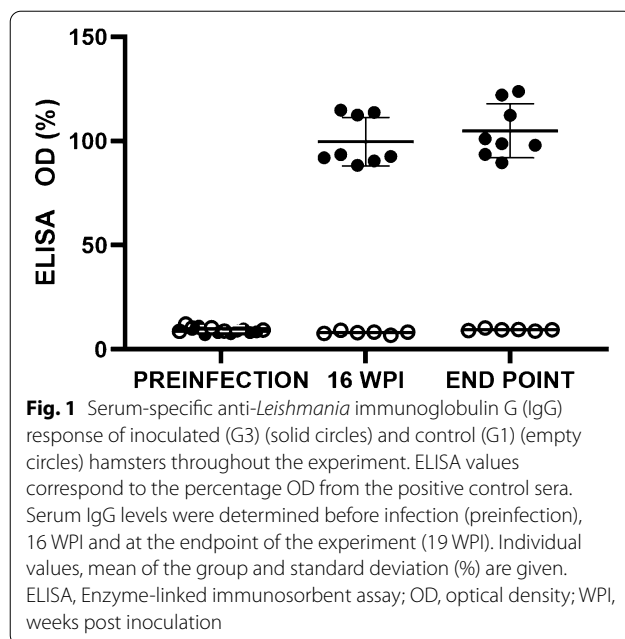 150
100
50
0
ELISA OD (%)
PREINFECTION 16 WPI END POINT
Fig. 1 Serum-specific anti-Leishmania immunoglobulin G (IgG)
response of inoculated (G3) (solid circles) and control (G1) (empty
circles) hamsters throughout the experiment. ELISA values
correspond to the percentage OD from the positive control sera.
Serum IgG levels were determined before infection (preinfection),
16 WPI and at the endpoint of the experiment (19 WPI). Individual
values, mean of the group and standard deviation (%) are given.
ELISA, Enzyme-linked immunosorbent assay; OD, optical density; WPI,
weeks post inoculation